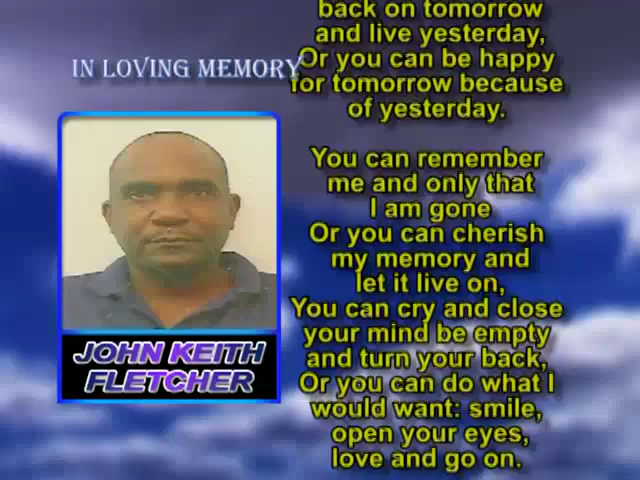 IN LOVING MEMORY
JOHN KEITH
FLETCHER
back on tomorrow
and live yesterday,
Or you can be happy
for tomorrow because
of yesterday.
You can remember
me and only that
I am gone
Or you can cherish
my memory and
let it live on,
You can cry and close
your mind be empty
and turn your back,
Or you can do what I
would want: smile,
open your eyes,
love and go on.